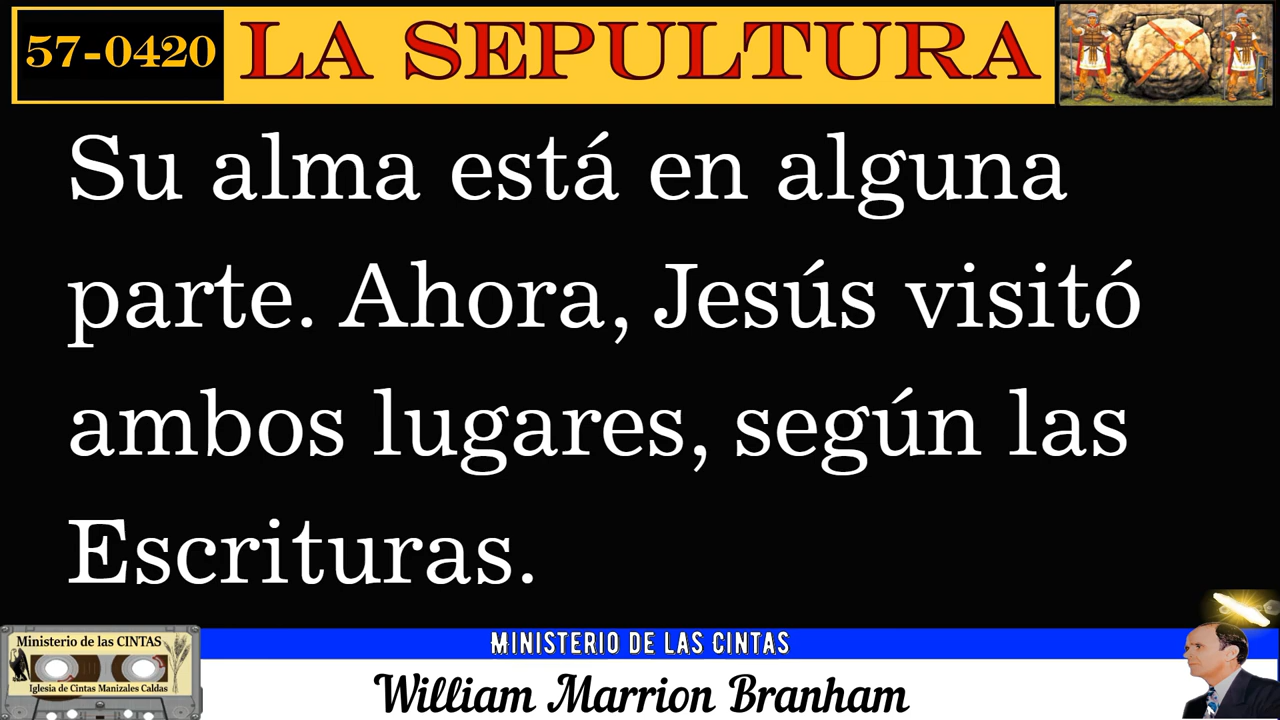 57-0420
LA SEPULTURA
Su alma está en alguna
parte. Ahora, Jesús visitó
ambos lugares, según las
Escrituras.
MINISTERIO DE LAS CINTAS
Ministerio de las CINTAS
Iglesia de Cintas Manizales Caldas
William Marrion Branham